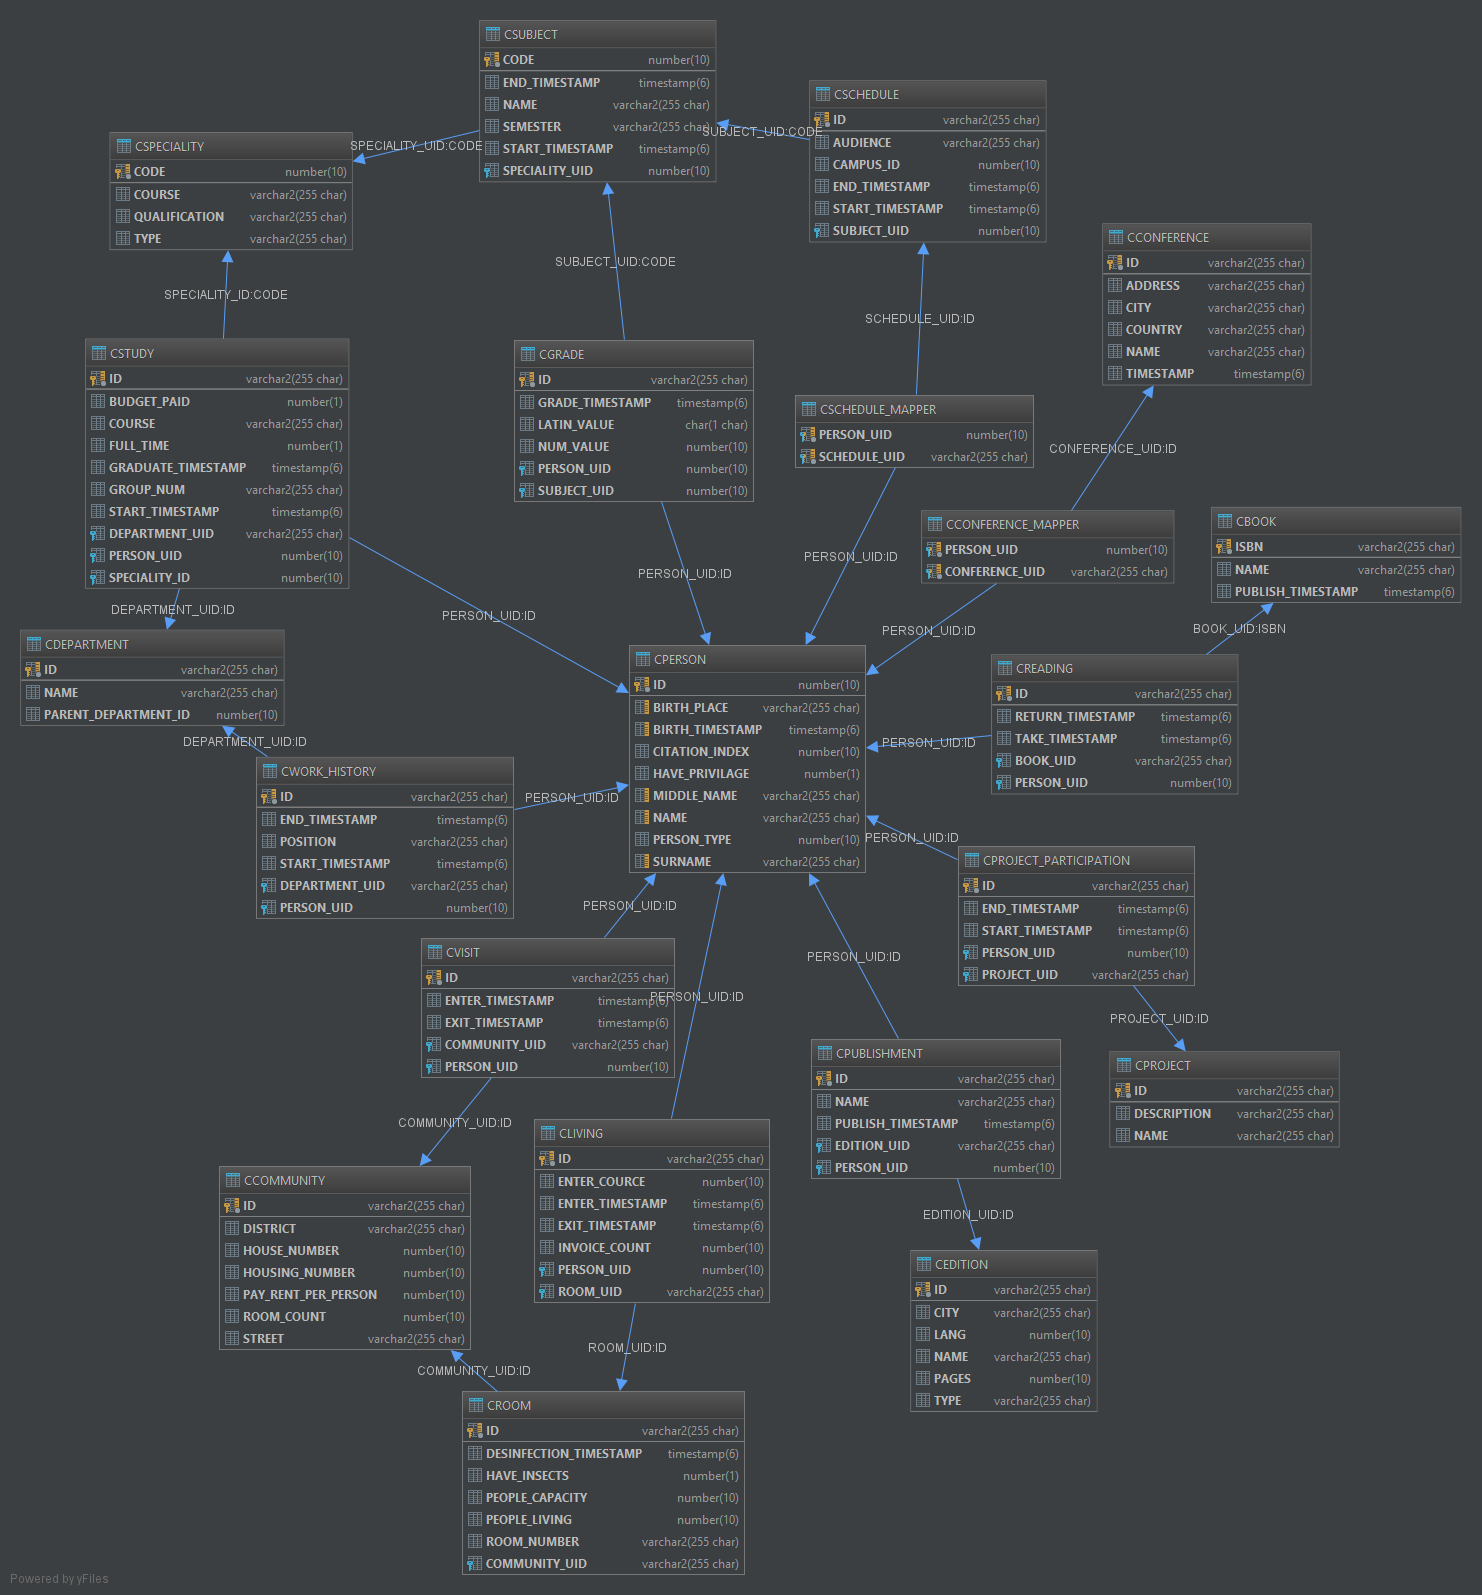 CSUBJECT
CODE number(10)
END_TIMESTAMP timestamp(6)
NAME varchar2(255 char)
SEMESTER varchar2(255 char)
START_TIMESTAMP timestamp(6)
SPECIALITY_UID number(10)
CSCHEDULE
ID varchar2(255 char)
AUDIENCE varchar2(255 char)
CAMPUS_ID number(10)
END_TIMESTAMP timestamp(6)
START_TIMESTAMP timestamp(6)
SUBJECT_UID number(10)
SUBJECT_UID:CODE
SPECIALITY_UID:CODE
CSPECIALITY
CODE number(10)
COURSE varchar2(255 char)
QUALIFICATION varchar2(255 char)
TYPE varchar2(255 char)
CCONFERENCE
ID varchar2(255 char)
ADDRESS varchar2(255 char)
CITY varchar2(255 char)
COUNTRY varchar2(255 char)
NAME varchar2(255 char)
TIMESTAMP timestamp(6)
SUBJECT_UID:CODE
SPECIALITY_ID:CODE
SCHEDULE_UID:ID
CSTUDY
ID varchar2(255 char)
BUDGET_PAID number(1)
COURSE varchar2(255 char)
FULL_TIME number(1)
GRADUATE_TIMESTAMP timestamp(6)
GROUP_NUM varchar2(255 char)
START_TIMESTAMP timestamp(6)
DEPARTMENT_UID varchar2(255 char)
PERSON_UID number(10)
SPECIALITY_ID number(10)
CGRADE
ID varchar2(255 char)
GRADE_TIMESTAMP timestamp(6)
LATIN_VALUE char(1 char)
NUM_VALUE number(10)
PERSON_UID number(10)
SUBJECT_UID number(10)
CSCHEDULE_MAPPER
PERSON_UID number(10)
SCHEDULE_UID varchar2(255 char)
CONFERENCE_UID:ID
CCONFERENCE_MAPPER
PERSON_UID number(10)
CONFERENCE_UID varchar2(255 char)
CBOOK
ISBN varchar2(255 char)
NAME varchar2(255 char)
PUBLISH_TIMESTAMP timestamp(6)
PERSON_UID:ID
PERSON_UID:ID
DEPARTMENT_UID:ID
PERSON_UID:ID
PERSON_UID:ID
BOOK_UID:ISBN
CDEPARTMENT
ID varchar2(255 char)
NAME varchar2(255 char)
PARENT_DEPARTMENT_ID number(10)
CPERSON
ID number(10)
BIRTH_PLACE varchar2(255 char)
BIRTH_TIMESTAMP timestamp(6)
CITATION_INDEX number(10)
HAVE_PRIVILAGE number(1)
MIDDLE_NAME varchar2(255 char)
NAME varchar2(255 char)
PERSON_TYPE number(10)
SURNAME varchar2(255 char)
CREADING
ID varchar2(255 char)
RETURN_TIMESTAMP timestamp(6)
TAKE_TIMESTAMP timestamp(6)
BOOK_UID varchar2(255 char)
PERSON_UID number(10)
PERSON_UID:ID
DEPARTMENT_UID:ID
CWORK_HISTORY
ID varchar2(255 char)
END_TIMESTAMP timestamp(6)
POSITION varchar2(255 char)
START_TIMESTAMP timestamp(6)
DEPARTMENT_UID varchar2(255 char)
PERSON_UID number(10)
PERSON_UID:ID
PERSON_UID:ID
CPROJECT_PARTICIPATION
ID varchar2(255 char)
END_TIMESTAMP timestamp(6)
START_TIMESTAMP timestamp(6)
PERSON_UID number(10)
PROJECT_UID varchar2(255 char)
PERSON_UID:ID
CVISIT
ID varchar2(255 char)
ENTER_TIMESTAMP timestamp(6)
EXIT_TIMESTAMP timestamp(6)
COMMUNITY_UID varchar2(255 char)
PERSON_UID number(10)
PERSON_UID:ID
PERSON_UID:ID
PROJECT_UID:ID
CPUBLISHMENT
ID varchar2(255 char)
NAME varchar2(255 char)
PUBLISH_TIMESTAMP timestamp(6)
EDITION_UID varchar2(255 char)
PERSON_UID number(10)
CPROJECT
ID varchar2(255 char)
DESCRIPTION varchar2(255 char)
NAME varchar2(255 char)
COMMUNITY_UID:ID
CLIVING
ID varchar2(255 char)
ENTER_COURCE number(10)
ENTER_TIMESTAMP timestamp(6)
EXIT_TIMESTAMP timestamp(6)
INVOICE_COUNT number(10)
PERSON_UID number(10)
ROOM_UID varchar2(255 char)
CCOMMUNITY
ID varchar2(255 char)
DISTRICT varchar2(255 char)
HOUSE_NUMBER number(10)
HOUSING_NUMBER number(10)
PAY_RENT_PER_PERSON number(10)
ROOM_COUNT number(10)
STREET varchar2(255 char)
EDITION_UID:ID
CEDITION
ID varchar2(255 char)
CITY varchar2(255 char)
LANG number(10)
NAME varchar2(255 char)
PAGES number(10)
TYPE varchar2(255 char)
ROOM_UID:ID
COMMUNITY_UID:ID
CROOM
ID varchar2(255 char)
DESINFECTION_TIMESTAMP timestamp(6)
HAVE_INSECTS number(1)
PEOPLE_CAPACITY number(10)
PEOPLE_LIVING number(10)
ROOM_NUMBER varchar2(255 char)
COMMUNITY_UID varchar2(255 char)
Powered by yFiles